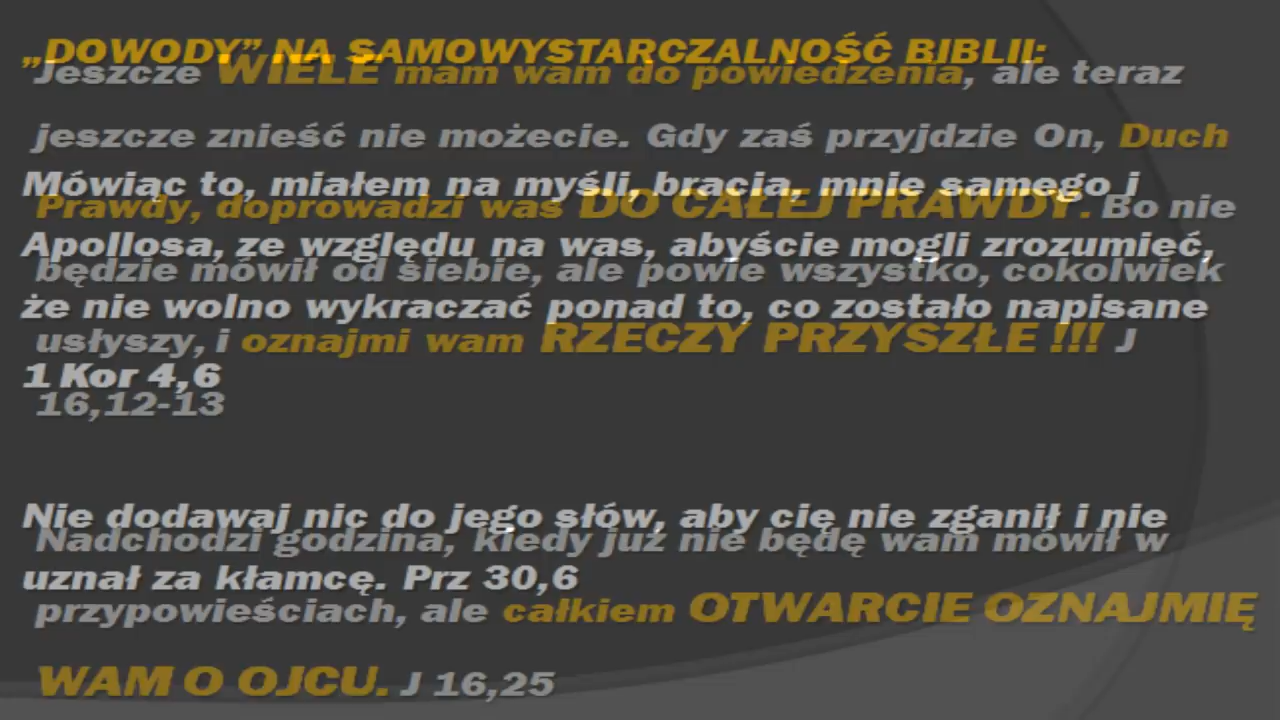 „DOWODY” NA SAMOWYSTARCZALNOŚĆ BIBLII:
Jeszcze WIELE mam wam do powiedzenia, ale teraz
jeszcze znieść nie możecie. Gdy zaś przyjdzie On, Duch
Mówiąc to, miałem na myśli, bracia, mnie samego i
Prawdy, doprowadzi was DO CAŁEJ PRAWDY. Bo nie
Apollosa, ze względu na was, abyście mogli zrozumieć,
będzie mówił od siebie, ale powie wszystko, cokolwiek
że nie wolno wykraczać ponad to, co zostało napisane
usłyszy, i oznajmi wam RZECZY PRZYSZŁE !!! J
1 Kor 4,6
16,12-13
Nie dodawaj nic do jego słów, aby cię nie zganił i nie
Nadchodzi godzina, kiedy już nie będę wam mówił w
uznał za kłamcę. Prz 30,6
przypowieściach, ale całkiem OTWARCIE OZNAJMIĘ
WAM O OJCU. J 16,25